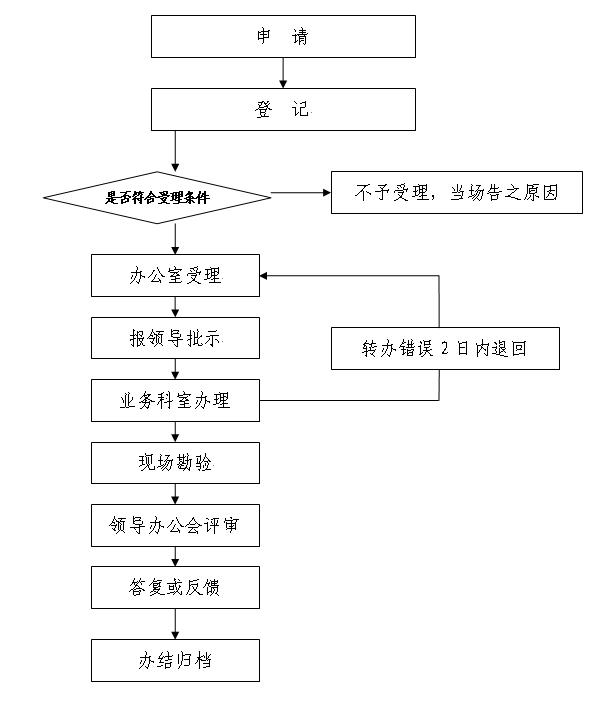 申　请
登　记
是否符合受理条件
不予受理，当场告之原因
办公室受理
报领导批示
转办错误2日内退回
业务科室办理
现场勘验
领导办公会评审
答复或反馈
办结归档